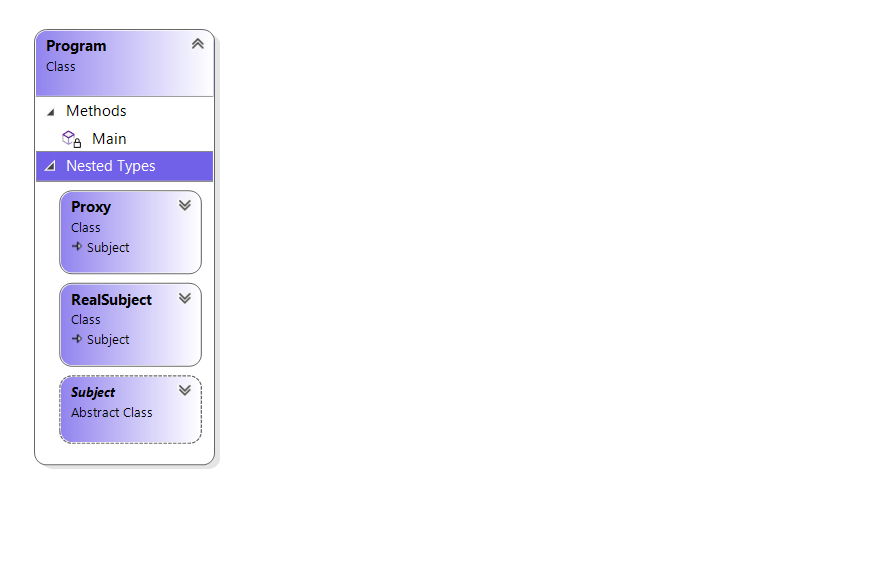 Program
Class
Methods
Main
Nested Types
Proxy
Class
Subject
RealSubject
Class
Subject
Subject
Abstract Class